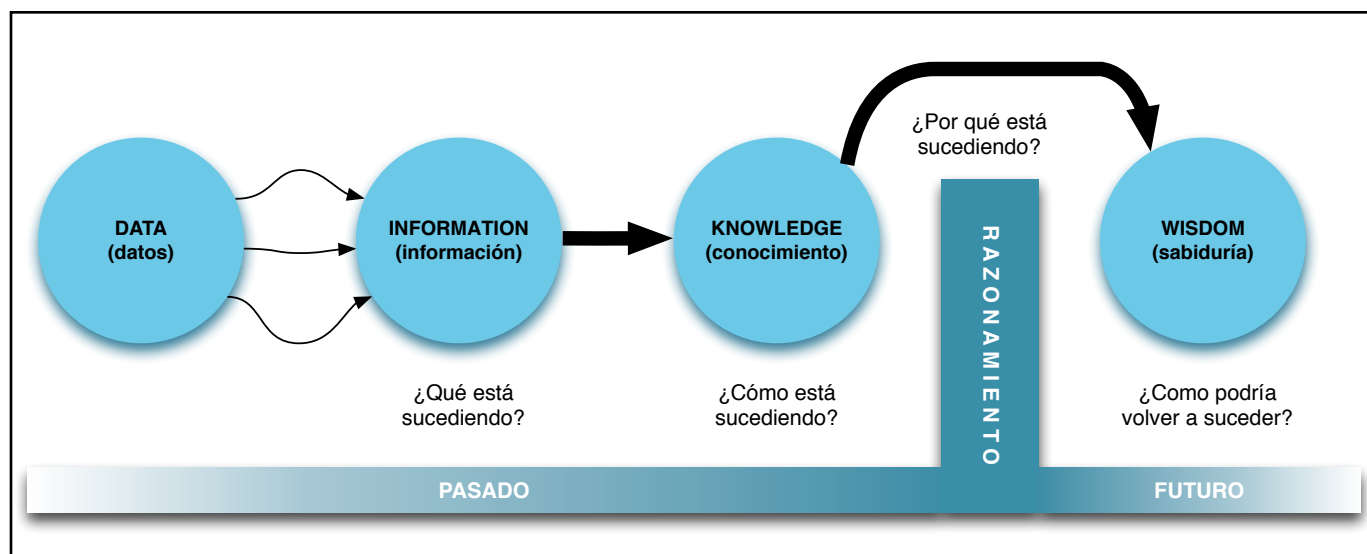 DATA
(datos)
INFORMATION
(información)
¿Qué está
sucediendo?
KNOWLEDGE
(conocimiento)
¿Cómo está
sucediendo?
¿Por qué está
sucediendo?
RAZONAMIENTO
WISDOM
(sabiduría)
¿Como podría
volver a suceder?
PASADO
FUTURO